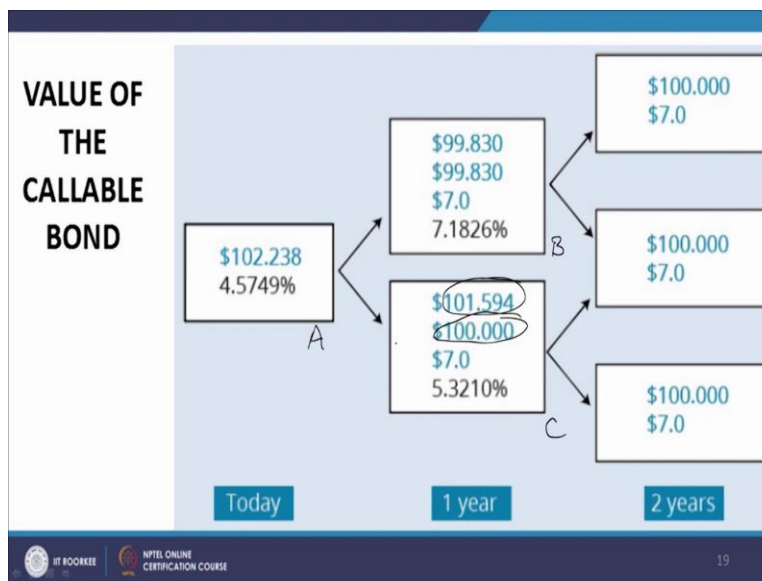 VALUE OF
THE
CALLABLE
BOND
$102.238
4.5749%
A
$99.830
$99.830
$7.0
7.1826%
B
$101.594
$100.000
$7.0
5.3210%
C
$100.000
$7.0
$100.000
$7.0
$100.000
$7.0
Today
1 year
2 years
IIT ROORKEE
NPTEL ONLINE
CERTIFICATION COURSE
19